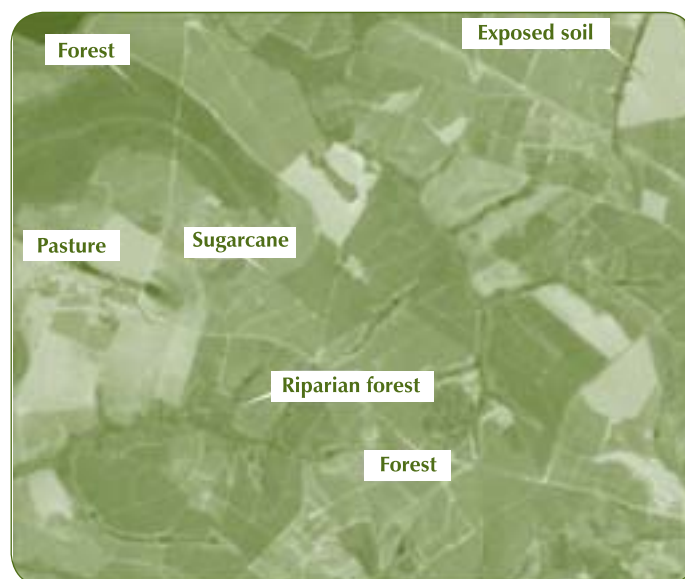 Forest
Exposed soil
Pasture
Sugarcane
Riparian forest
Forest